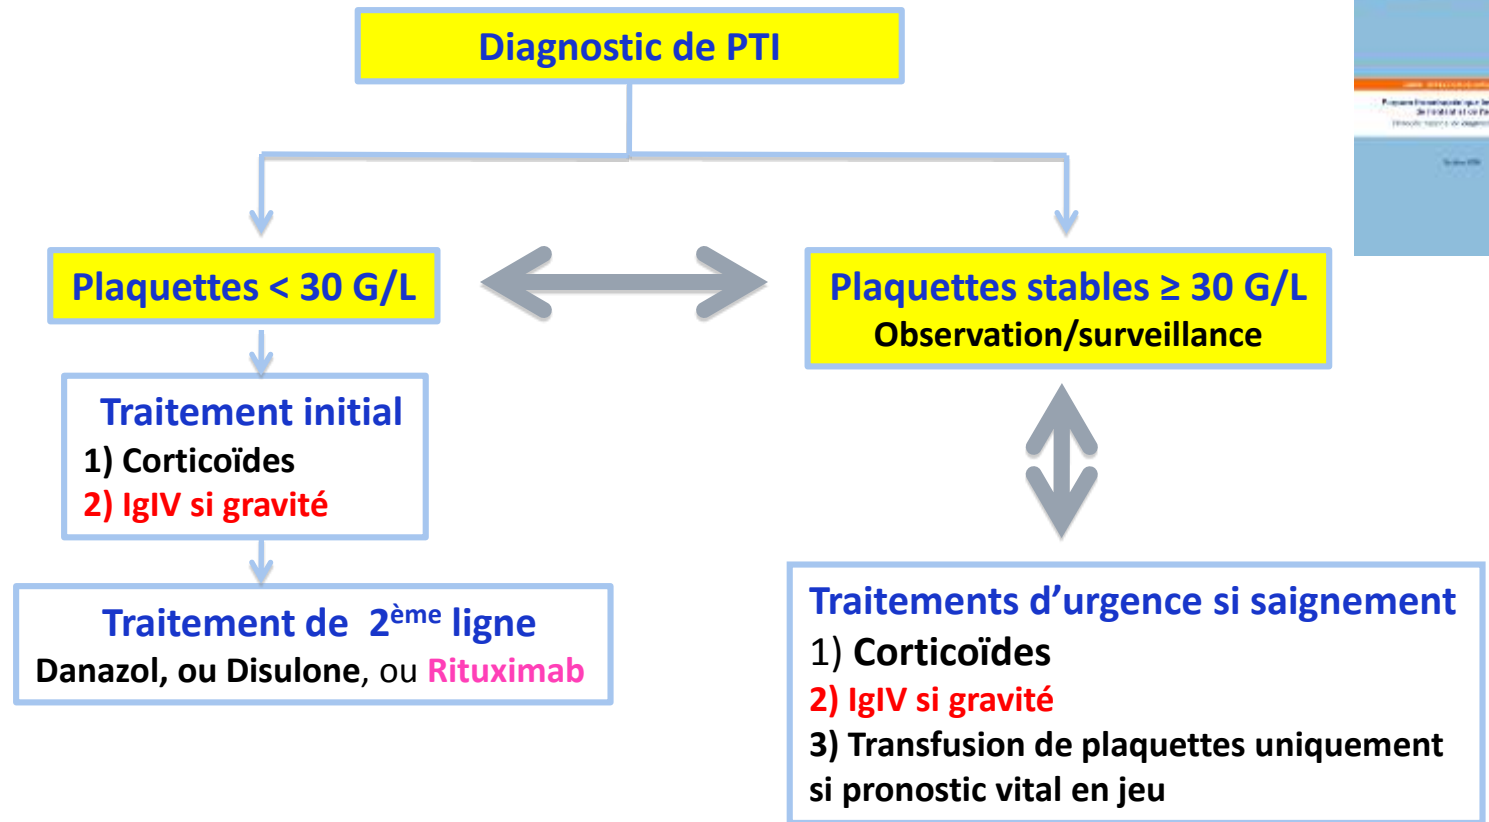 Diagnostic de PTI
Plaquettes < 30 G/L
Plaquettes stables ≥ 30 G/L
Observation/surveillance
Traitement initial
1) Corticoïdes
2) IgIV si gravité
Traitement de 2ème ligne
Danazol, ou Disulone, ou Rituximab
Traitements d’urgence si saignement
1) Corticoïdes
2) IgIV si gravité
3) Transfusion de plaquettes uniquement
si pronostic vital en jeu